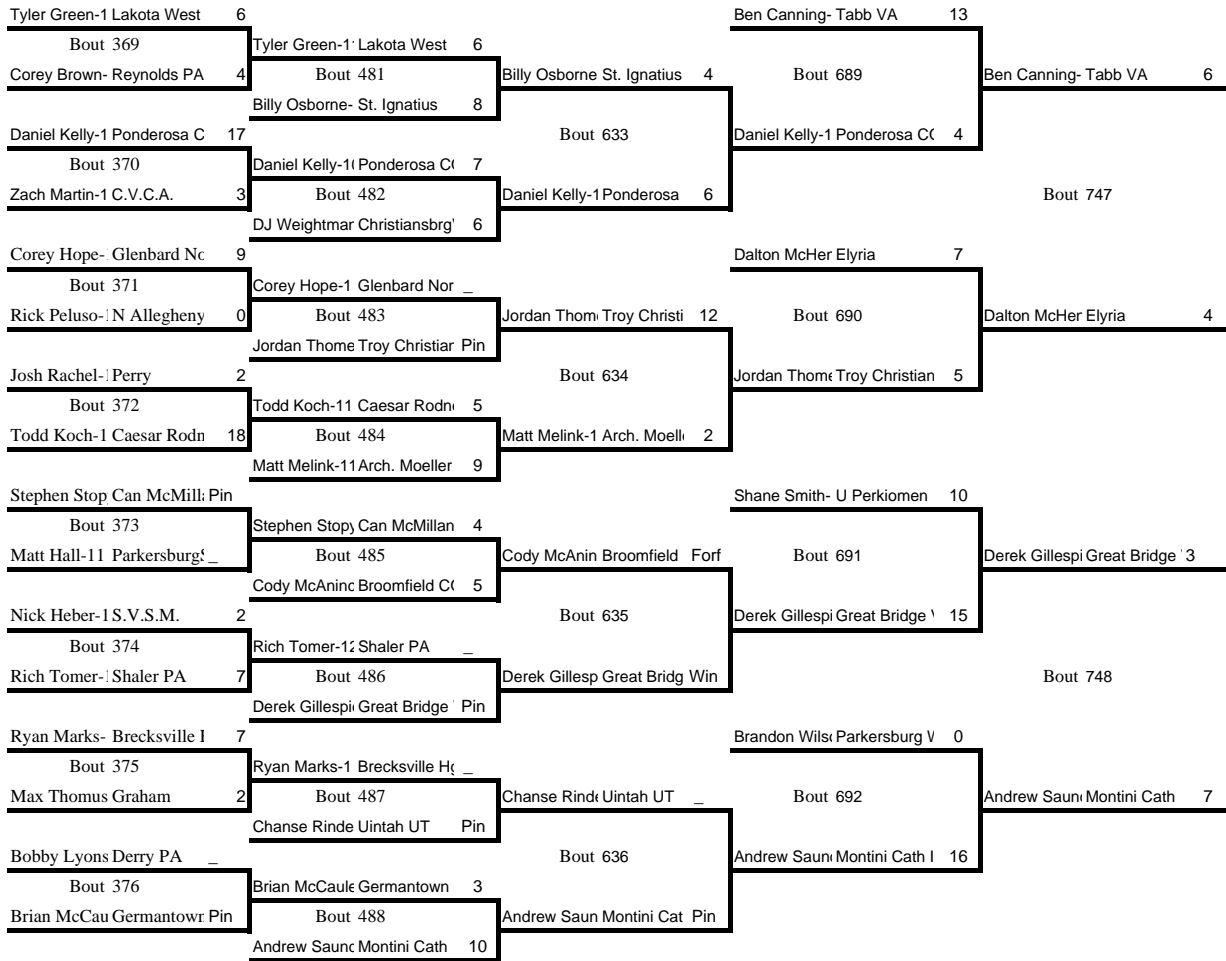 Tyler Green-1 Lakota West 6 Ben Canning- Tabb VA 13
Bout 369 Tyler Green-1 Lakota West 6
Corey Brown- Reynolds PA 4 Bout 481 Billy Osborne St. Ignatius 4 Bout 689 Ben Canning- Tabb VA 6
Billy Osborne- St. Ignatius 8
Daniel Kelly-1 Ponderosa C 17 Bout 633 Daniel Kelly-1 Ponderosa CO 4
Bout 370 Daniel Kelly-1 Ponderosa CO 7
Zach Martin-1 C.V.C.A. 3 Bout 482 Daniel Kelly-1 Ponderosa 6 Bout 747
DJ Weightmar Christiansbrg 6
Corey Hope- Glenbard No 9 Dalton McHer Elyria 7
Bout 371 Corey Hope-1 Glenbard Nor _
Rick Peluso- N Allegheny 0 Bout 483 Jordan Thom Troy Christi 12 Bout 690 Dalton McHer Elyria 4
Jordan Thome Troy Christian Pin
Josh Rachel- Perry 2 Bout 634 Jordan Thome Troy Christian 5
Bout 372 Todd Koch-11 Caesar Rodn 5
Todd Koch-1 Caesar Rodn 18 Bout 484 Matt Melink-1 Arch. Moell 2
Matt Melink-11 Arch. Moeller 9
Stephen Stop Can McMill Pin Shane Smith- U Perkiomen 10
Bout 373 Stephen Stopy Can McMillan 4
Matt Hall-11 ParkersburgS _ Bout 485 Cody McAnin Broomfield Forf Bout 691 Derek Gillespi Great Bridge 3
Cody McAninc Broomfield CO 5
Nick Heber-1 S.V.S.M. 2 Bout 635 Derek Gillespi Great Bridge 15
Bout 374 Rich Tomer-12 Shaler PA _
Rich Tomer- Shaler PA 7 Bout 486 Derek Gillesp Great Bridg Win Bout 748
Derek Gillespi Great Bridge Pin
Ryan Marks- Brecksville 7 Brandon Wils Parkersburg 0
Bout 375 Ryan Marks-1 Brecksville Hg _
Max Thomus Graham 2 Bout 487 Chanse Rinde Uintah UT _ Bout 692 Andrew Saun Montini Cath 7
Chanse Rinde Uintah UT Pin
Bobby Lyons Derry PA _ Bout 636 Andrew Saun Montini Cath I 16
Bout 376 Brian McCaule Germantown 3
Brian McCau Germantown Pin Bout 488 Andrew Saun Montini Cat Pin
Andrew Saunc Montini Cath 10